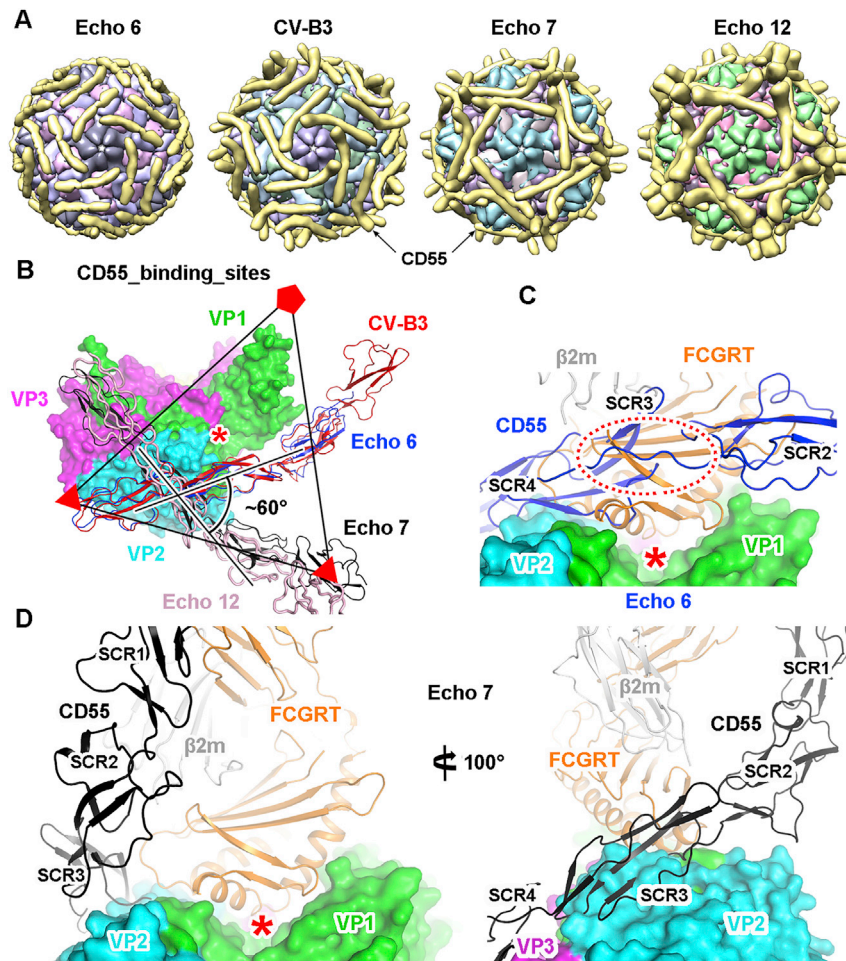 A
Echo 6 CV-B3 Echo 7 Echo 12
CD55
B
CD55_binding_sites
VP1
CV-B3
VP3
*
Echo 6
~60°
VP2
Echo 7
Echo 12
C
β2m
FCGRT
SCR3
CD55
SCR2
SCR4
VP2
*
VP1
Echo 6
D
SCR1
CD55
FCGRT
β2m
SCR2
SCR3
VP2
*
VP1
Echo 7
100°
β2m
SCR1
CD55
FCGRT
SCR2
SCR4
SCR3
VP2
VP3